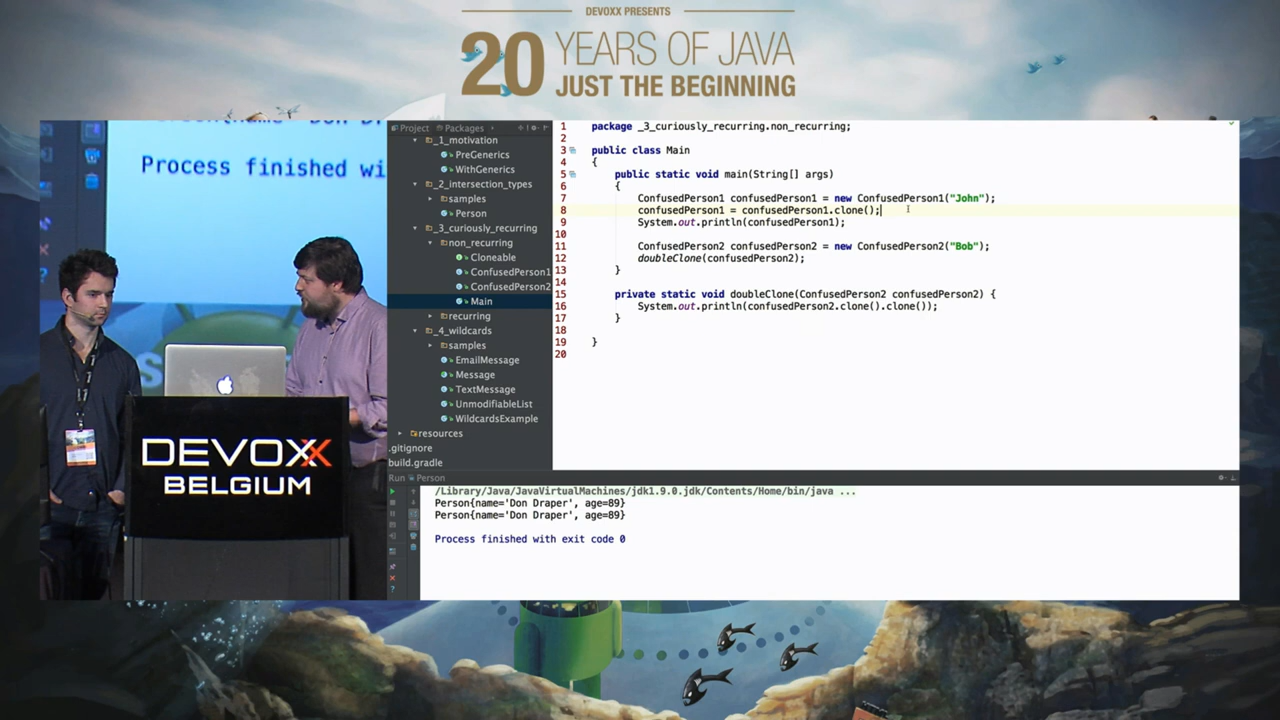 DEVOXX PRESENTS
20 YEARS OF JAVA
JUST THE BEGINNING
Process finished wi
DEVOXX
BELGIUM
Project Packages
_1_motivation
PreGenerics
WithGenerics
_2_intersection_types
samples
Person
_3_curiously_recurring
non_recurring
Cloneable
ConfusedPerson1
ConfusedPerson2
Main
recurring
_4_wildcards
samples
EmailMessage
Message
TextMessage
UnmodifiableList
WildcardsExample
resources
.gitignore
build.gradle
1 package _3_curiously_recurring.non_recurring;
2
3 public class Main
4 {
5 public static void main(String[] args)
6 {
7 ConfusedPerson1 confusedPerson1 = new ConfusedPerson1("John");
8 confusedPerson1 = confusedPerson1.clone();
9 System.out.println(confusedPerson1);
10
11 ConfusedPerson2 confusedPerson2 = new ConfusedPerson2("Bob");
12 doubleClone(confusedPerson2);
13 }
14
15 private static void doubleClone(ConfusedPerson2 confusedPerson2) {
16 System.out.println(confusedPerson2.clone().clone());
17 }
18
19 }
20
Run Person
/Library/Java/JavaVirtualMachines/jdk1.9.0.jdk/Contents/Home/bin/java ...
Person{name='Don Draper', age=89}
Person{name='Don Draper', age=89}
Process finished with exit code 0